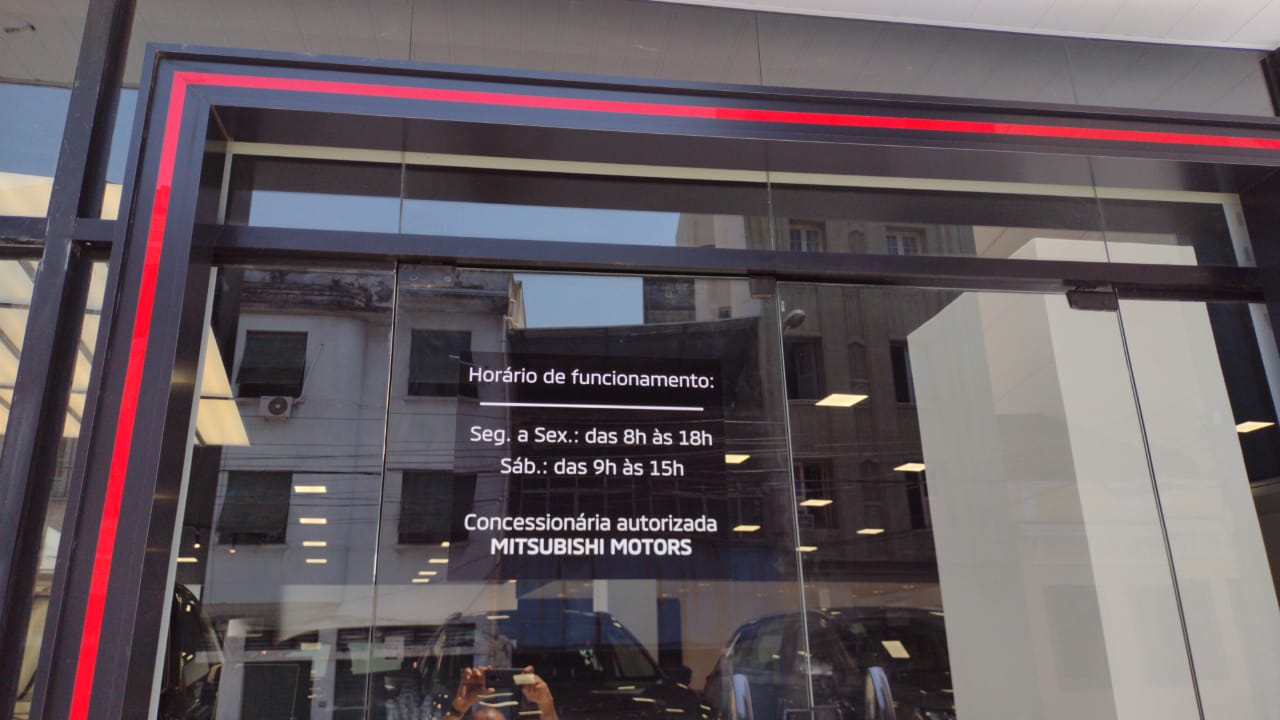 Horário de funcionamento:
Seg. a Sex.: das 8h às 18h
Sáb.: das 9h às 15h
Concessionária autorizada
MITSUBISHI MOTORS